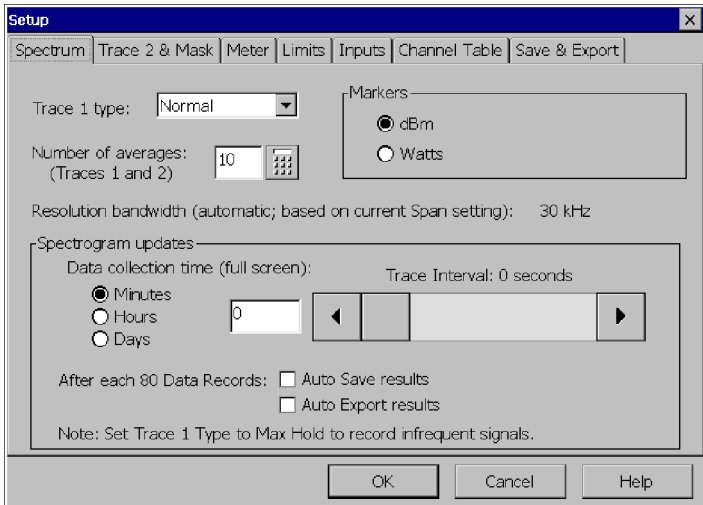 Setup
Spectrum Trace 2 & Mask Meter Limits Inputs Channel Table Save & Export
Trace 1 type: Normal
Markers
dBm
Watts
Number of averages: 10
(Traces 1 and 2)
Resolution bandwidth (automatic; based on current Span setting): 30 kHz
Spectrogram updates
Data collection time (full screen):
Trace Interval: 0 seconds
Minutes
Hours
Days
0
After each 80 Data Records: Auto Save results
Auto Export results
Note: Set Trace 1 Type to Max Hold to record infrequent signals.
OK Cancel Help